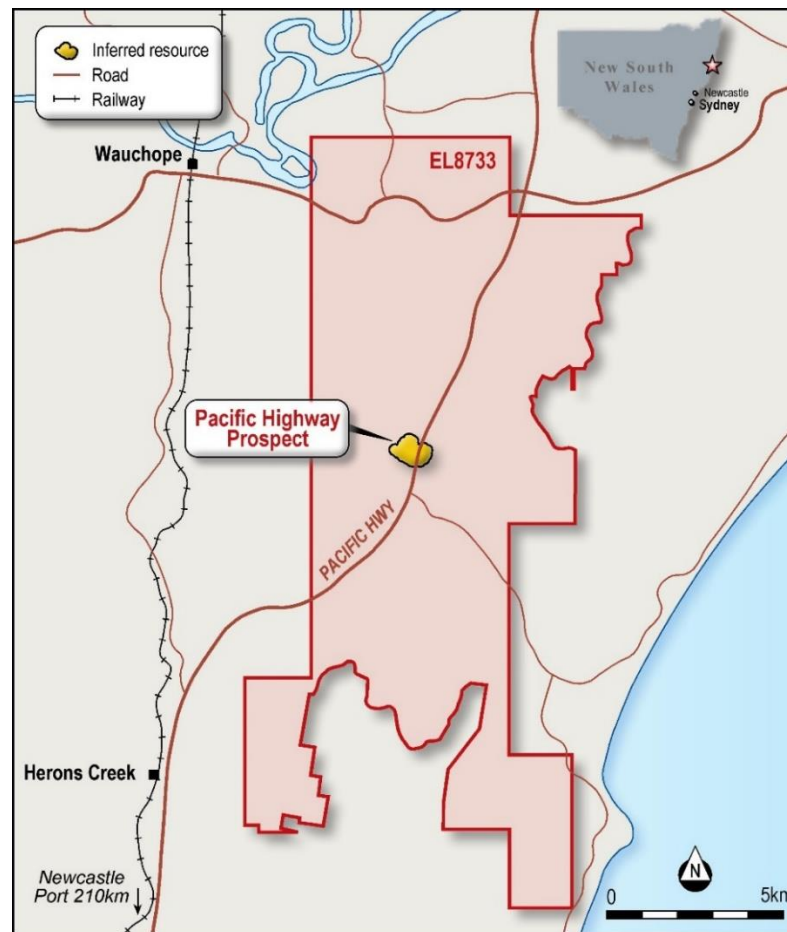 Inferred resource
Road
Railway
New South
Wales
Newcastle
Sydney
Wauchope
EL8733
Pacific Highway
Prospect
PACIFIC HWY
Herons Creek
Newcastle
Port 210km
N
0 5km